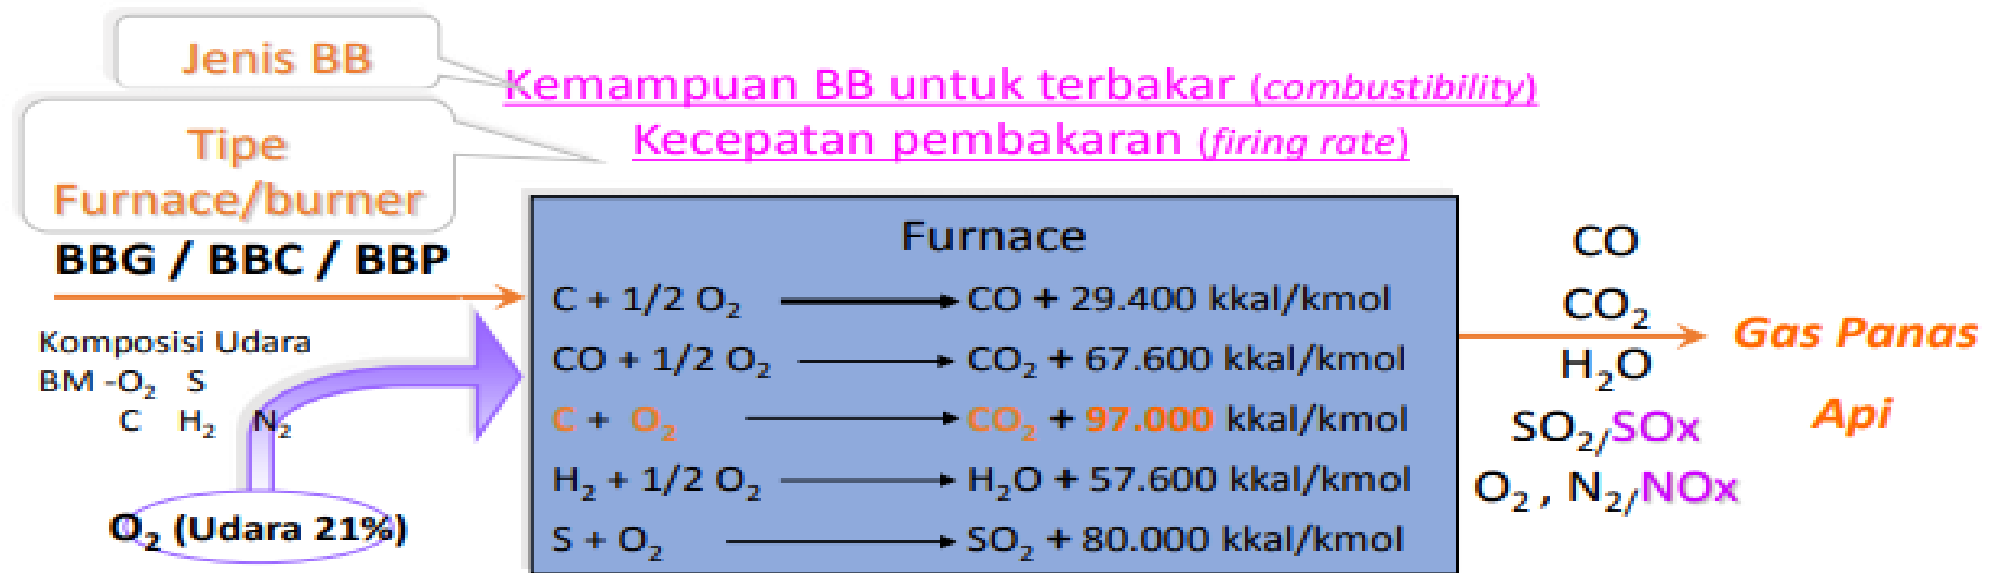 Jenis BB
Kemampuan BB untuk terbakar (combustibility)
Kecepatan pembakaran (firing rate)
Tipe
Furnace/burner
BBG / BBC / BBP
Komposisi Udara
BM -O₂ S
C H₂ N₂
O₂ (Udara 21%)
Furnace
C + 1/2 O₂ → CO + 29.400 kkal/kmol
CO + 1/2 O₂ → CO₂ + 67.600 kkal/kmol
C + O₂ → CO₂ + 97.000 kkal/kmol
H₂ + 1/2 O₂ → H₂O + 57.600 kkal/kmol
S + O₂ → SO₂ + 80.000 kkal/kmol
CO
CO₂
H₂O
SO₂/SOx
O₂ , N₂/NOx
Gas Panas
Api